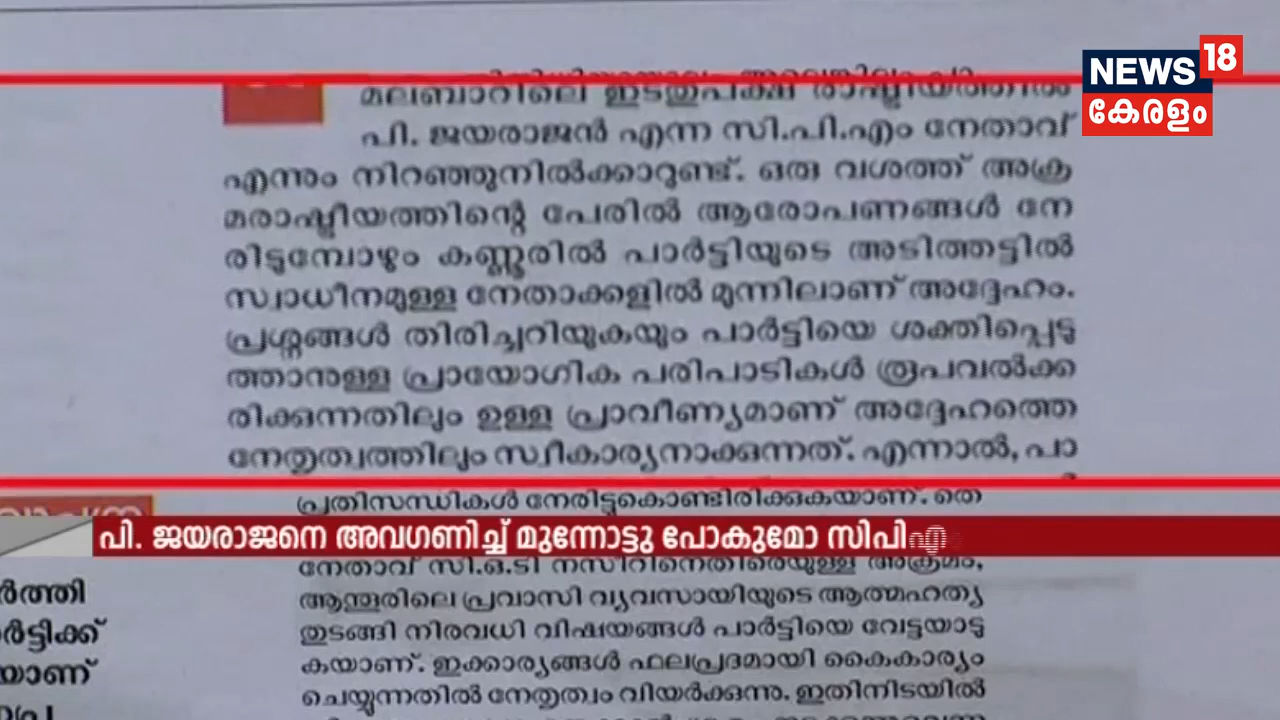 NEWS18
കേരളം
മലബാറിലെ ഇടതുപക്ഷ രാഷ്ട്രീയത്തിൽ
പി. ജയരാജൻ എന്ന സി.പി.എം നേതാവ്
എന്നും നിറഞ്ഞുനിൽക്കാറുണ്ട്. ഒരു വശത്ത് അക്ര
മരാഷ്ട്രീയത്തിന്റെ പേരിൽ ആരോപണങ്ങൾ നേ
രിടുമ്പോഴും കണ്ണൂരിൽ പാർട്ടിയുടെ അടിത്തട്ടിൽ
സ്വാധീനമുള്ള നേതാക്കളിൽ മുന്നിലാണ് അദ്ദേഹം.
പ്രശ്നങ്ങൾ തിരിച്ചറിയുകയും പാർട്ടിയെ ശക്തിപ്പെടു
ത്താനുള്ള പ്രായോഗിക പരിപാടികൾ രൂപവൽക്ക
രിക്കുന്നതിലും ഉള്ള പ്രാവീണ്യമാണ് അദ്ദേഹത്തെ
നേതൃത്വത്തിലും സ്വീകാര്യനാക്കുന്നത്. എന്നാൽ, പാ
പ്രതിസന്ധികൾ നേരിട്ടുകൊണ്ടിരിക്കുകയാണ്. തെ
പി. ജയരാജനെ അവഗണിച്ച് മുന്നോട്ടു പോകുമോ സിപിഎ
നേതാവ് സി.ഒ.ടി നസീറിനെതിരെയുള്ള അക്രമം,
ആന്തൂരിലെ പ്രവാസി വ്യവസായിയുടെ ആത്മഹത്യ
തുടങ്ങി നിരവധി വിഷയങ്ങൾ പാർട്ടിയെ വേട്ടയാടു
കയാണ്. ഇക്കാര്യങ്ങൾ ഫലപ്രദമായി കൈകാര്യം
ചെയ്യുന്നതിൽ നേതൃത്വം വിയർക്കുന്നു. ഇതിനിടയിൽ
ർത്തി
ർട്ടിക്ക്
യാണ്